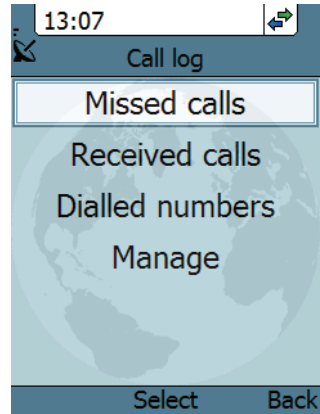 13:07
Call log
Missed calls
Received calls
Dialled numbers
Manage
Select Back